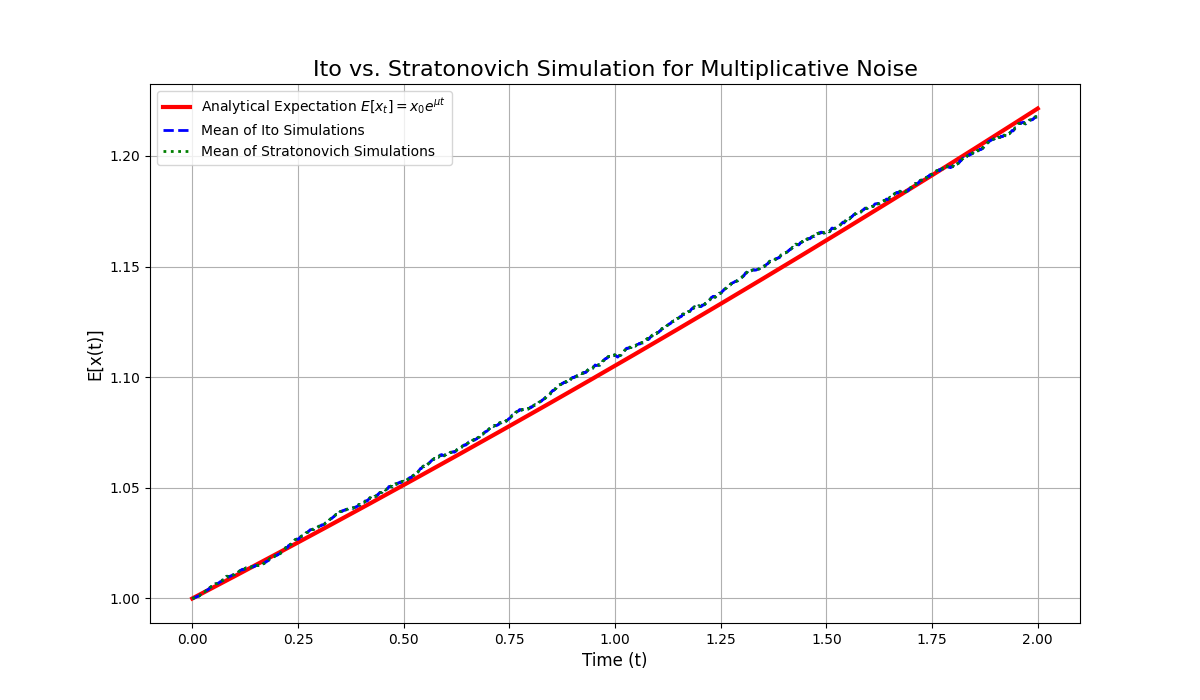 Ito vs. Stratonovich Simulation for Multiplicative Noise
Analytical Expectation $E[x_t] = x_0e^{\mu t}$
Mean of Ito Simulations
Mean of Stratonovich Simulations
E[x(t)]
1.20
1.15
1.10
1.05
1.00
0.00 0.25 0.50 0.75 1.00 1.25 1.50 1.75 2.00
Time (t)